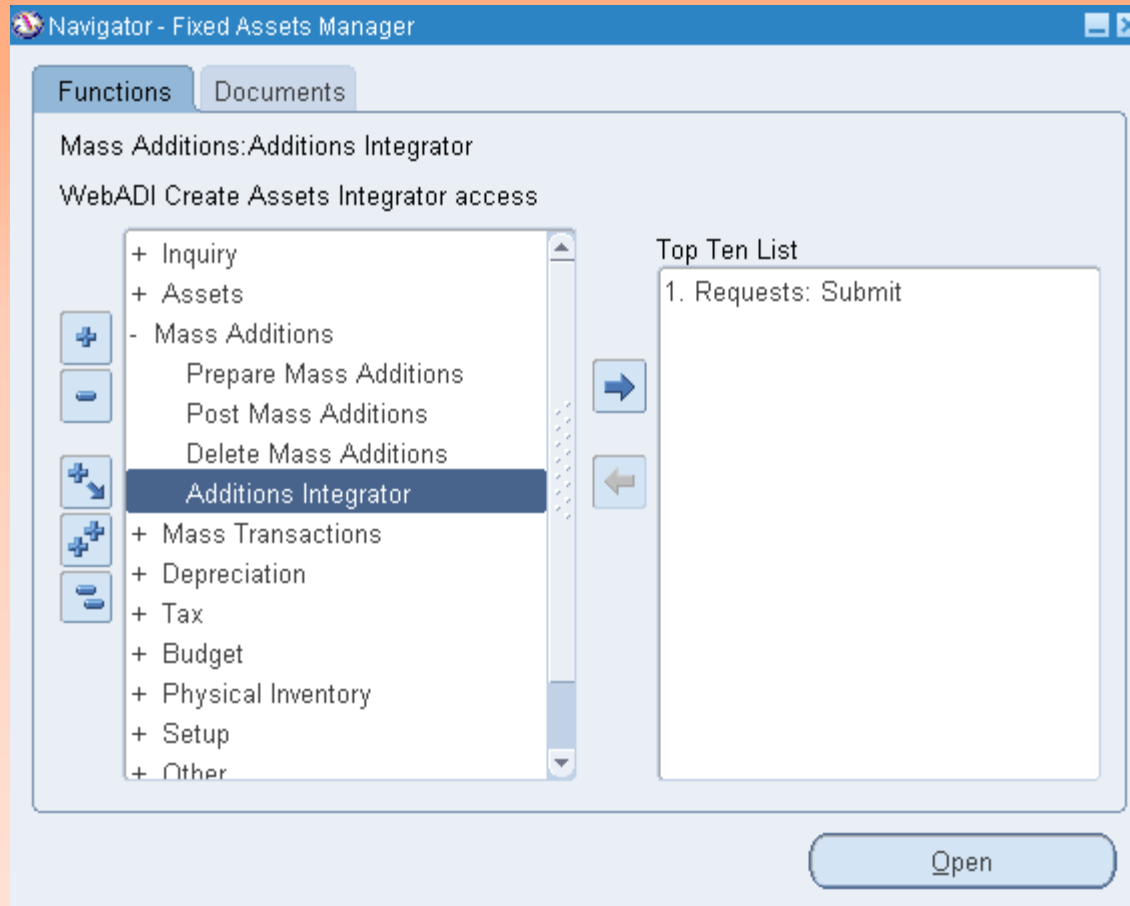 Navigator - Fixed Assets Manager
Functions
Documents
Mass Additions:Additions Integrator
WebADI Create Assets Integrator access
+ Inquiry
+ Assets
- Mass Additions
Prepare Mass Additions
Post Mass Additions
Delete Mass Additions
Additions Integrator
+ Mass Transactions
+ Depreciation
+ Tax
+ Budget
+ Physical Inventory
+ Setup
+ Other
Top Ten List
1. Requests: Submit
Open